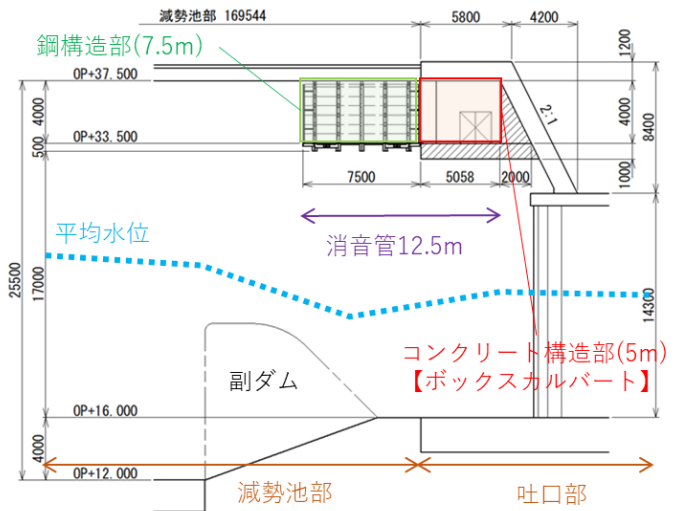 減勢池部 169544
5800
4200
鋼構造部(7.5m)
1200
OP+37.500
4000
4000
8400
2:1
OP+33.500
500
1000
7500
5058
2000
消音管12.5m
平均水位
25500
17000
14300
コンクリート構造部(5m)
【ボックスカルバート】
副ダム
OP+16.000
4000
OP+12.000
減勢池部
吐口部